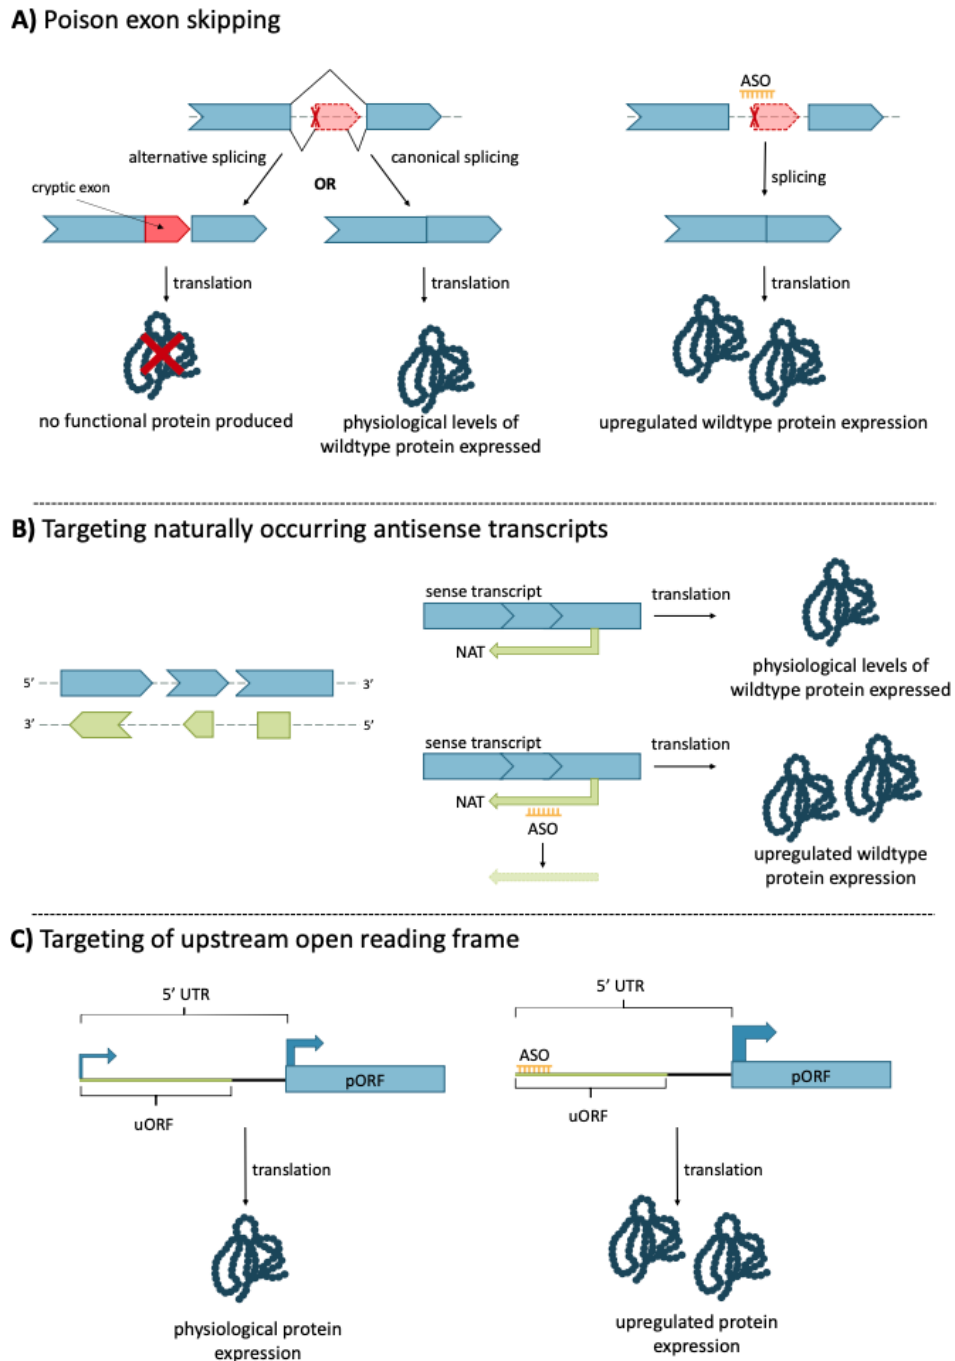 A) Poison exon skipping
ASO
alternative splicing
canonical splicing
OR
splicing
cryptic exon
translation
translation
translation
no functional protein produced
physiological levels of
wildtype protein expressed
upregulated wildtype protein expression
B) Targeting naturally occurring antisense transcripts
sense transcript
translation
NAT
physiological levels of
wildtype protein expressed
5’
3’
3’
5’
sense transcript
translation
NAT
ASO
upregulated wildtype
protein expression
C) Targeting of upstream open reading frame
5’ UTR
pORF
uORF
translation
physiological protein
expression
5’ UTR
ASO
pORF
uORF
translation
upregulated protein
expression